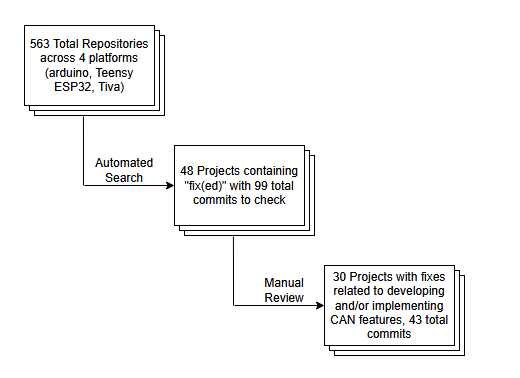 563 Total Repositories
across 4 platforms
(arduino, Teensy
ESP32, Tiva)
Automated
Search
48 Projects containing
"fix(ed)" with 99 total
commits to check
Manual
Review
30 Projects with fixes
related to developing
and/or implementing
CAN features, 43 total
commits